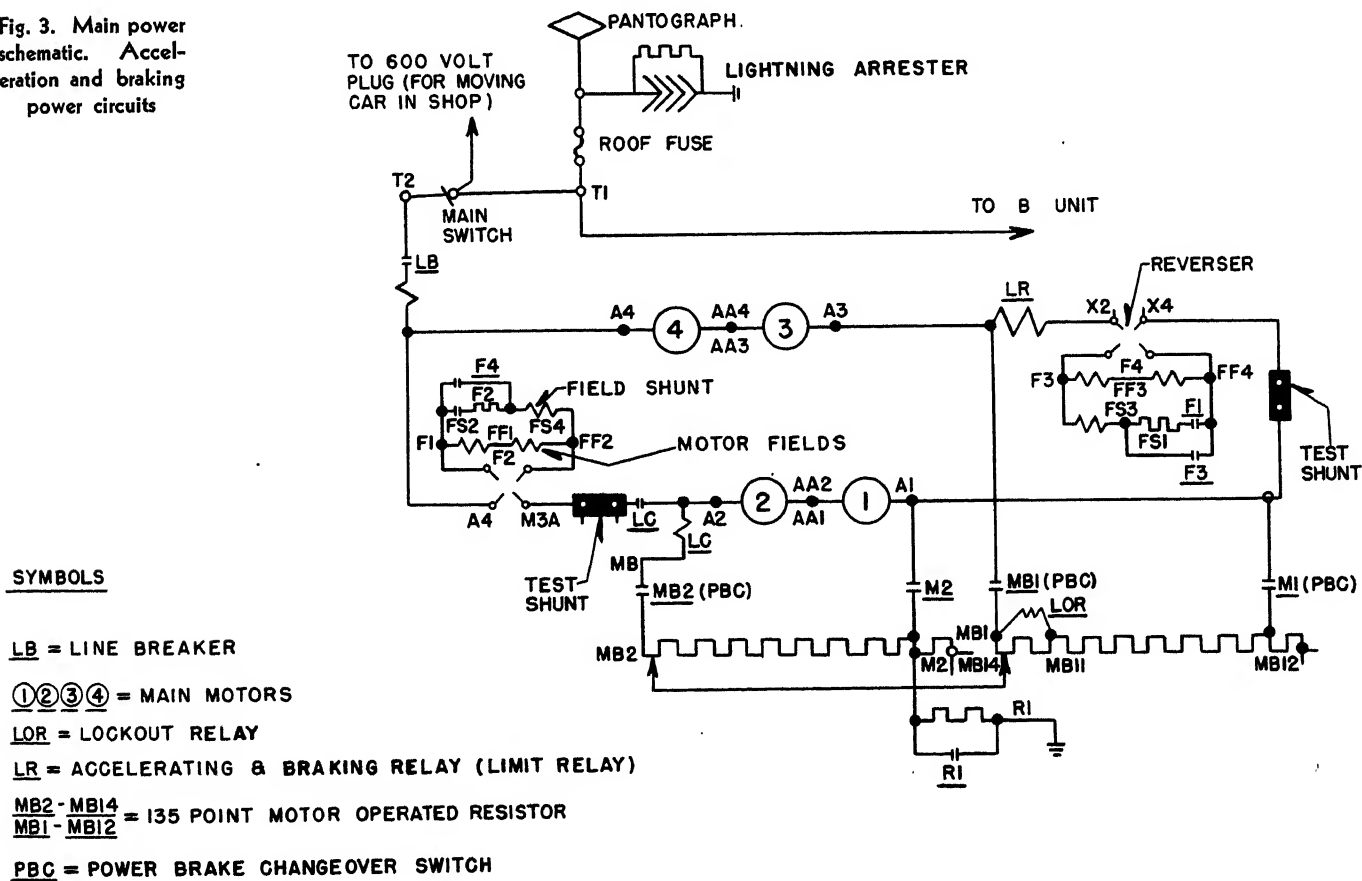 Fig. 3. Main power
schematic. Accel-
eration and braking
power circuits
PANTOGRAPH.
TO 600 VOLT
PLUG (FOR MOVING
CAR IN SHOP)
LIGHTNING ARRESTER
ROOF FUSE
T2
T1
MAIN
SWITCH
TO B UNIT
LB
REVERSER
LR
X2
X4
A4
4
AA4
AA3
3
A3
F4
F2
FIELD SHUNT
FS2
FS4
F1
FF1
F2
FF2
MOTOR FIELDS
F3
F4
FF3
FF4
FS3
F1
FS1
F3
TEST
SHUNT
A4
M3A
LC
A2
2
AA2
AA1
1
A1
LC
MB
TEST
SHUNT
MB2 (PBC)
M2
MB1 (PBC)
LOR
M1 (PBC)
MB2
M2
MB14
MB1
MB11
MB12
R1
R1
SYMBOLS
LB = LINE BREAKER
①②③④ = MAIN MOTORS
LOR = LOCKOUT RELAY
LR = ACCELERATING & BRAKING RELAY (LIMIT RELAY)
MB2-MB14
MB1-MB12 = 135 POINT MOTOR OPERATED RESISTOR
PBC = POWER BRAKE CHANGEOVER SWITCH